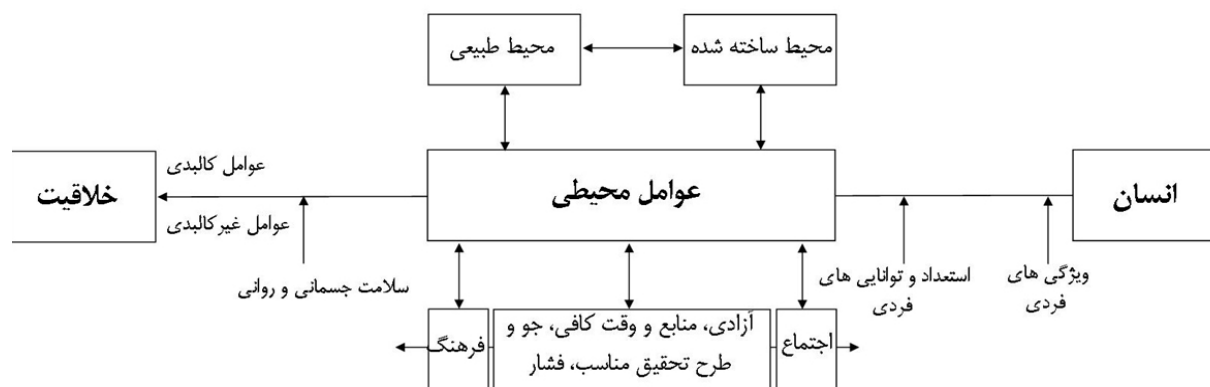 محیط ساخته شده
محیط طبیعی
انسان
عوامل محیطی
عوامل کالبدی
خلاقیت
عوامل غیرکالبدی
ویژگی های
فردی
استعداد و توانایی های
فردی
سلامت جسمانی و روانی
اجتماع
آزادی، منابع و وقت کافی، جو و
طرح تحقیق مناسب، فشار
فرهنگ